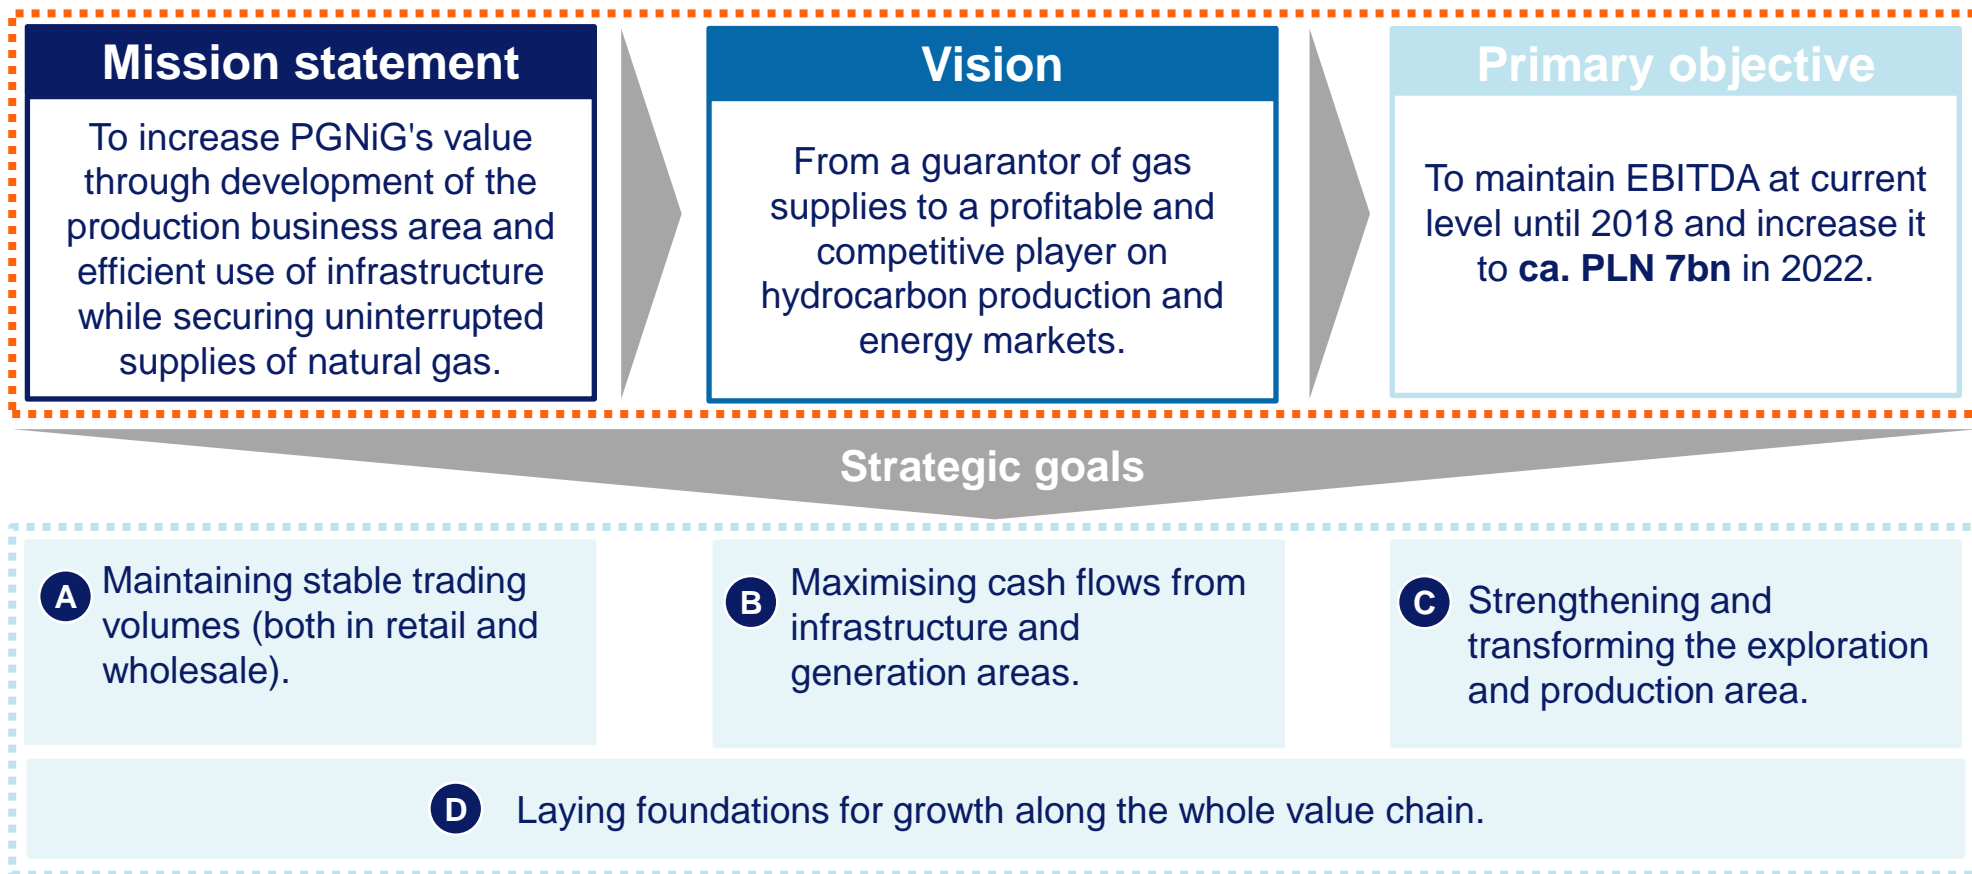 Mission statement
To increase PGNiG's value
through development of the
production business area and
efficient use of infrastructure
while securing uninterrupted
supplies of natural gas.
Vision
From a guarantor of gas
supplies to a profitable and
competitive player on
hydrocarbon production and
energy markets.
Primary objective
To maintain EBITDA at current
level until 2018 and increase it
to ca. PLN 7bn in 2022.
Strategic goals
A
Maintaining stable trading
volumes (both in retail and
wholesale).
B
Maximising cash flows from
infrastructure and
generation areas.
C
Strengthening and
transforming the exploration
and production area.
D
Laying foundations for growth along the whole value chain.